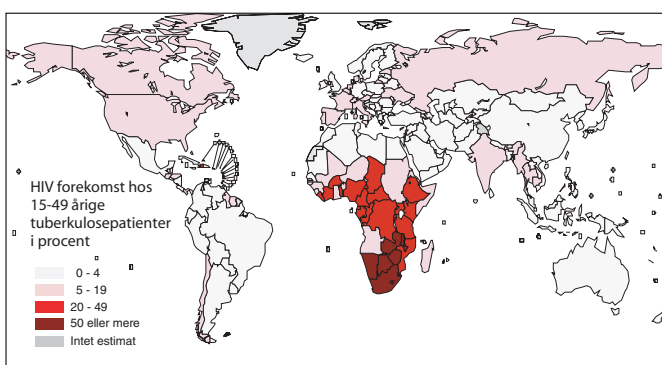 HIV forekomst hos
15-49 årige
tuberkulosepatienter
i procent
0 - 4
5 - 19
20 - 49
50 eller mere
Intet estimat